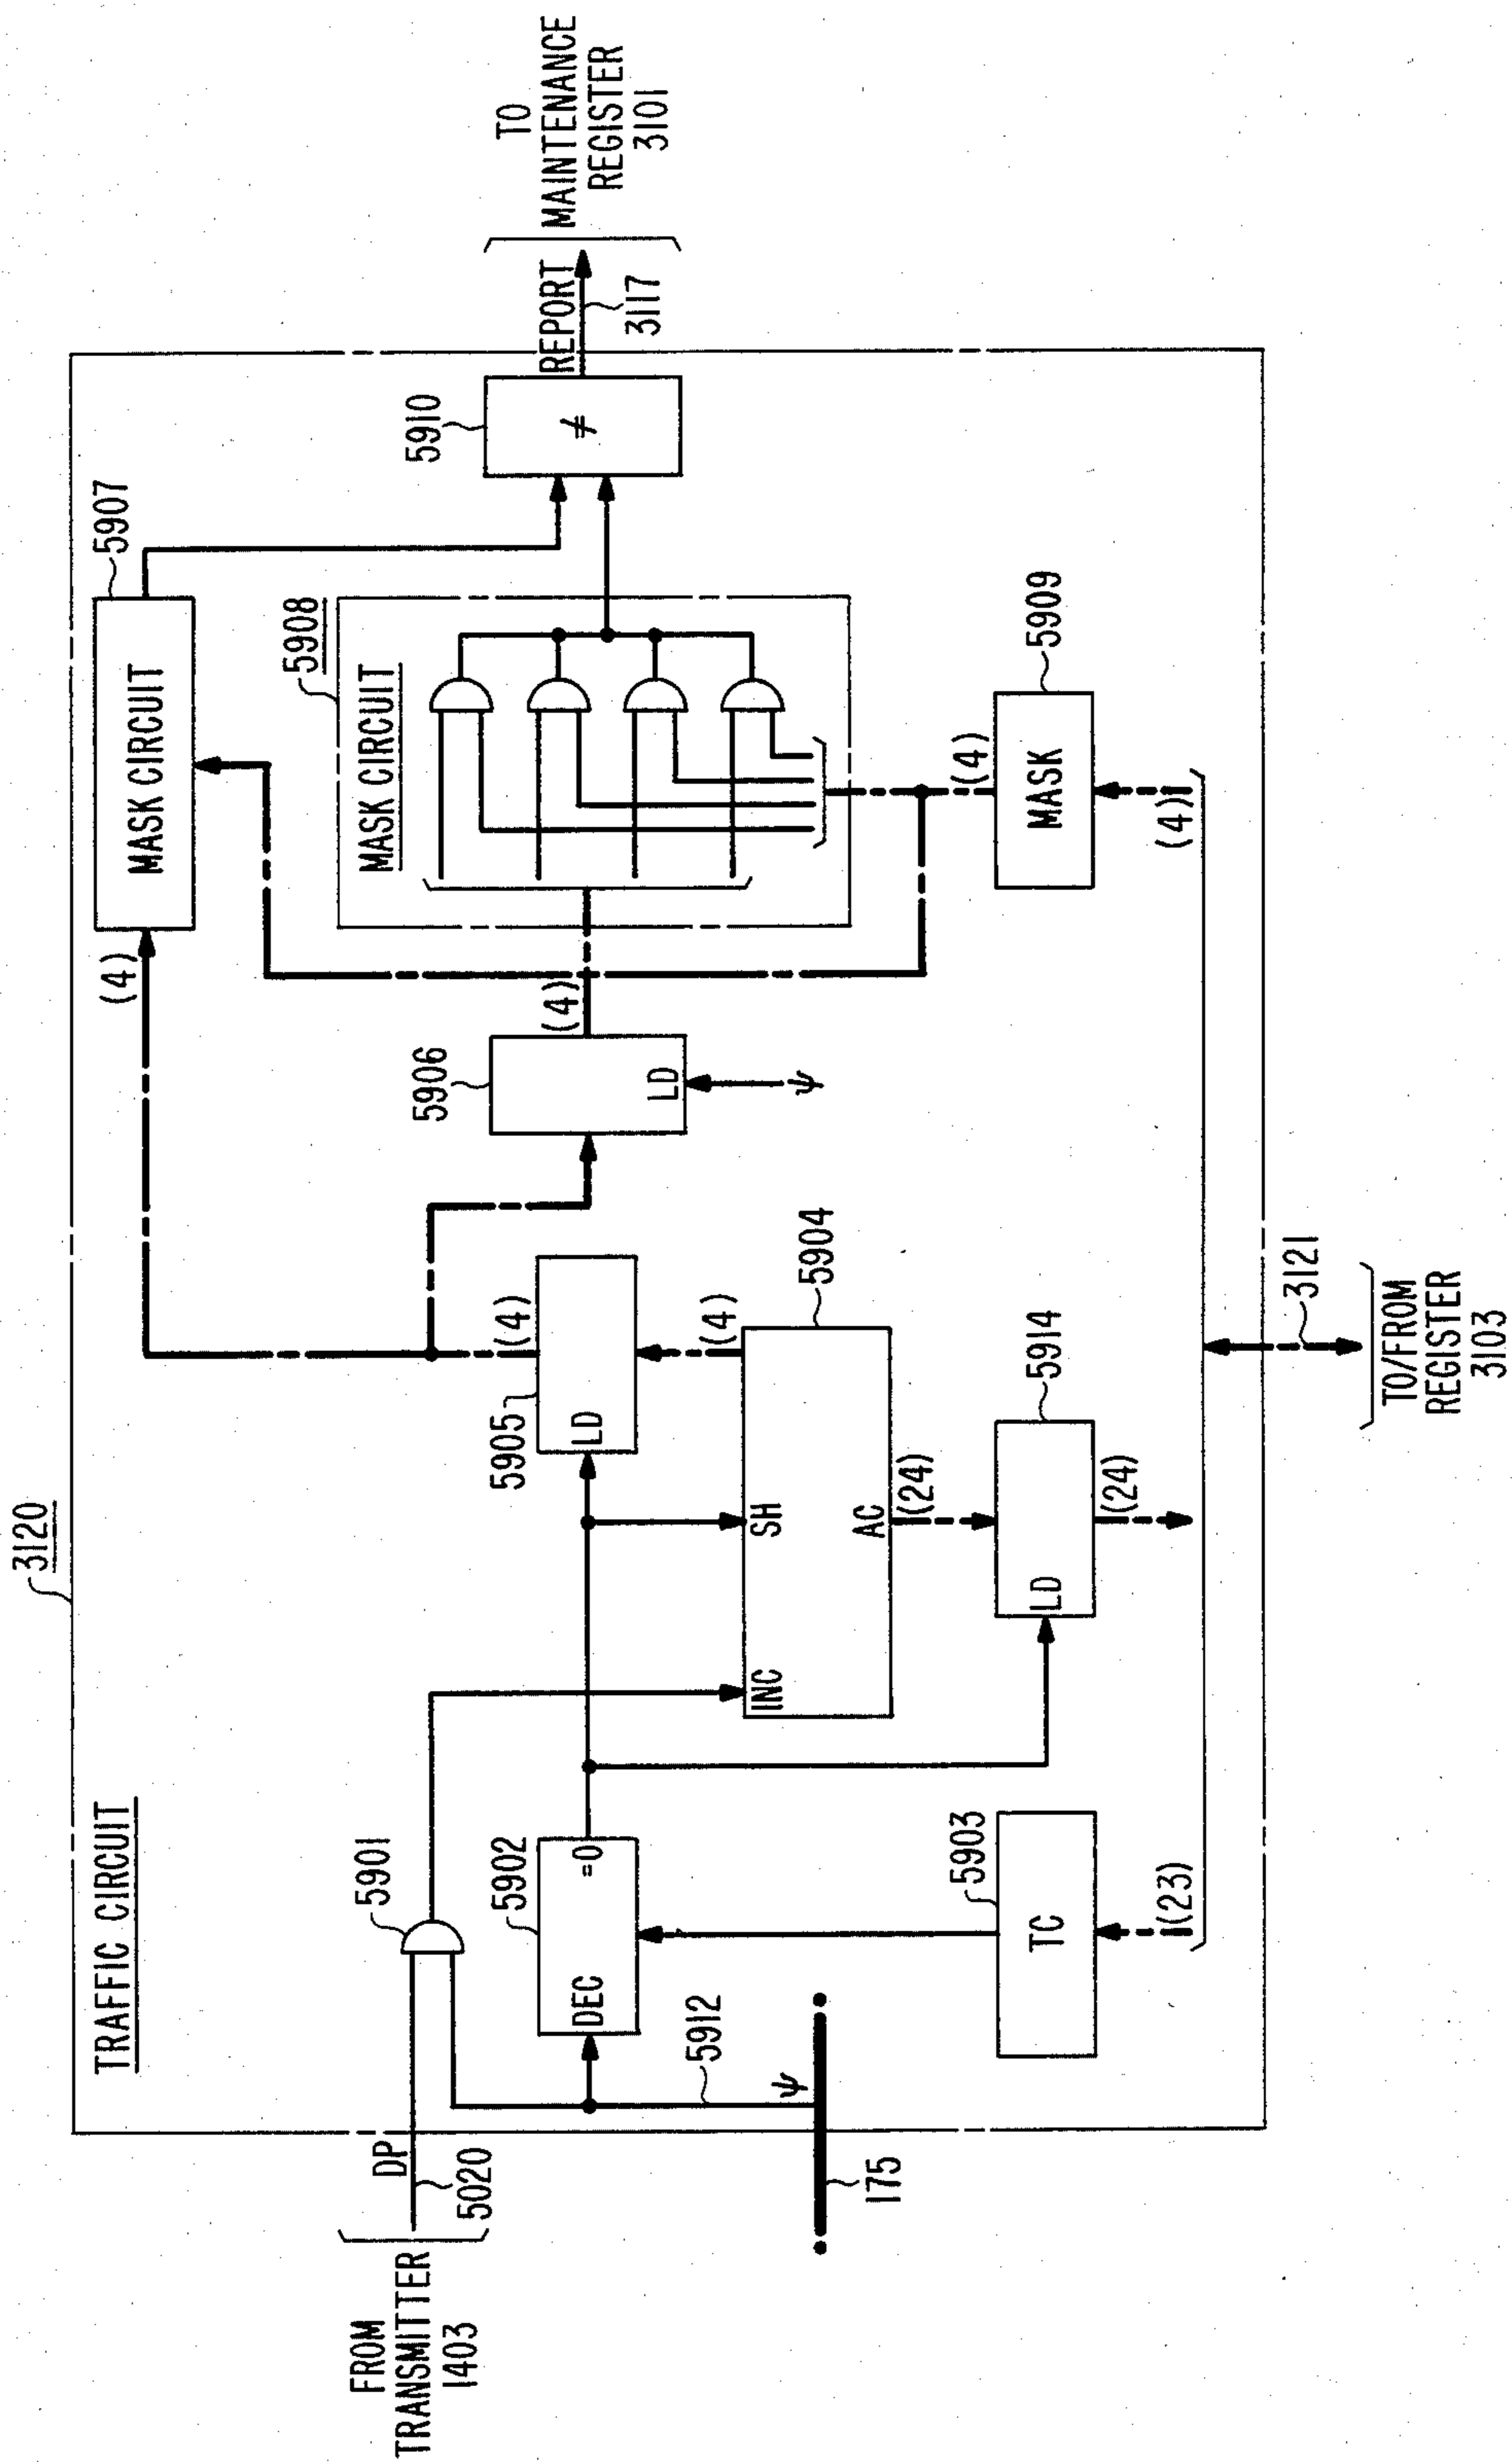 3120
TRAFFIC CIRCUIT
FROM
TRANSMITTER
1403
DP
5020
5901
5902
DEC
=0
5912
ψ
175
5903
TC
(23)
INC
SH
AC
5904
(24)
LD
5914
(24)
(4)
5905
LD
(4)
(4)
MASK CIRCUIT
5907
5906
LD
ψ
(4)
5908
MASK CIRCUIT
(4)
MASK
5909
(4)
5910
≠
REPORT
3117
TO
MAINTENANCE
REGISTER
3101
3121
TO/FROM
REGISTER
3103